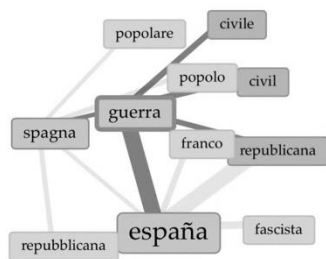 civile
popolare
popolo
civil
guerra
spagna
franco
republicana
españa
fascista
repubblicana